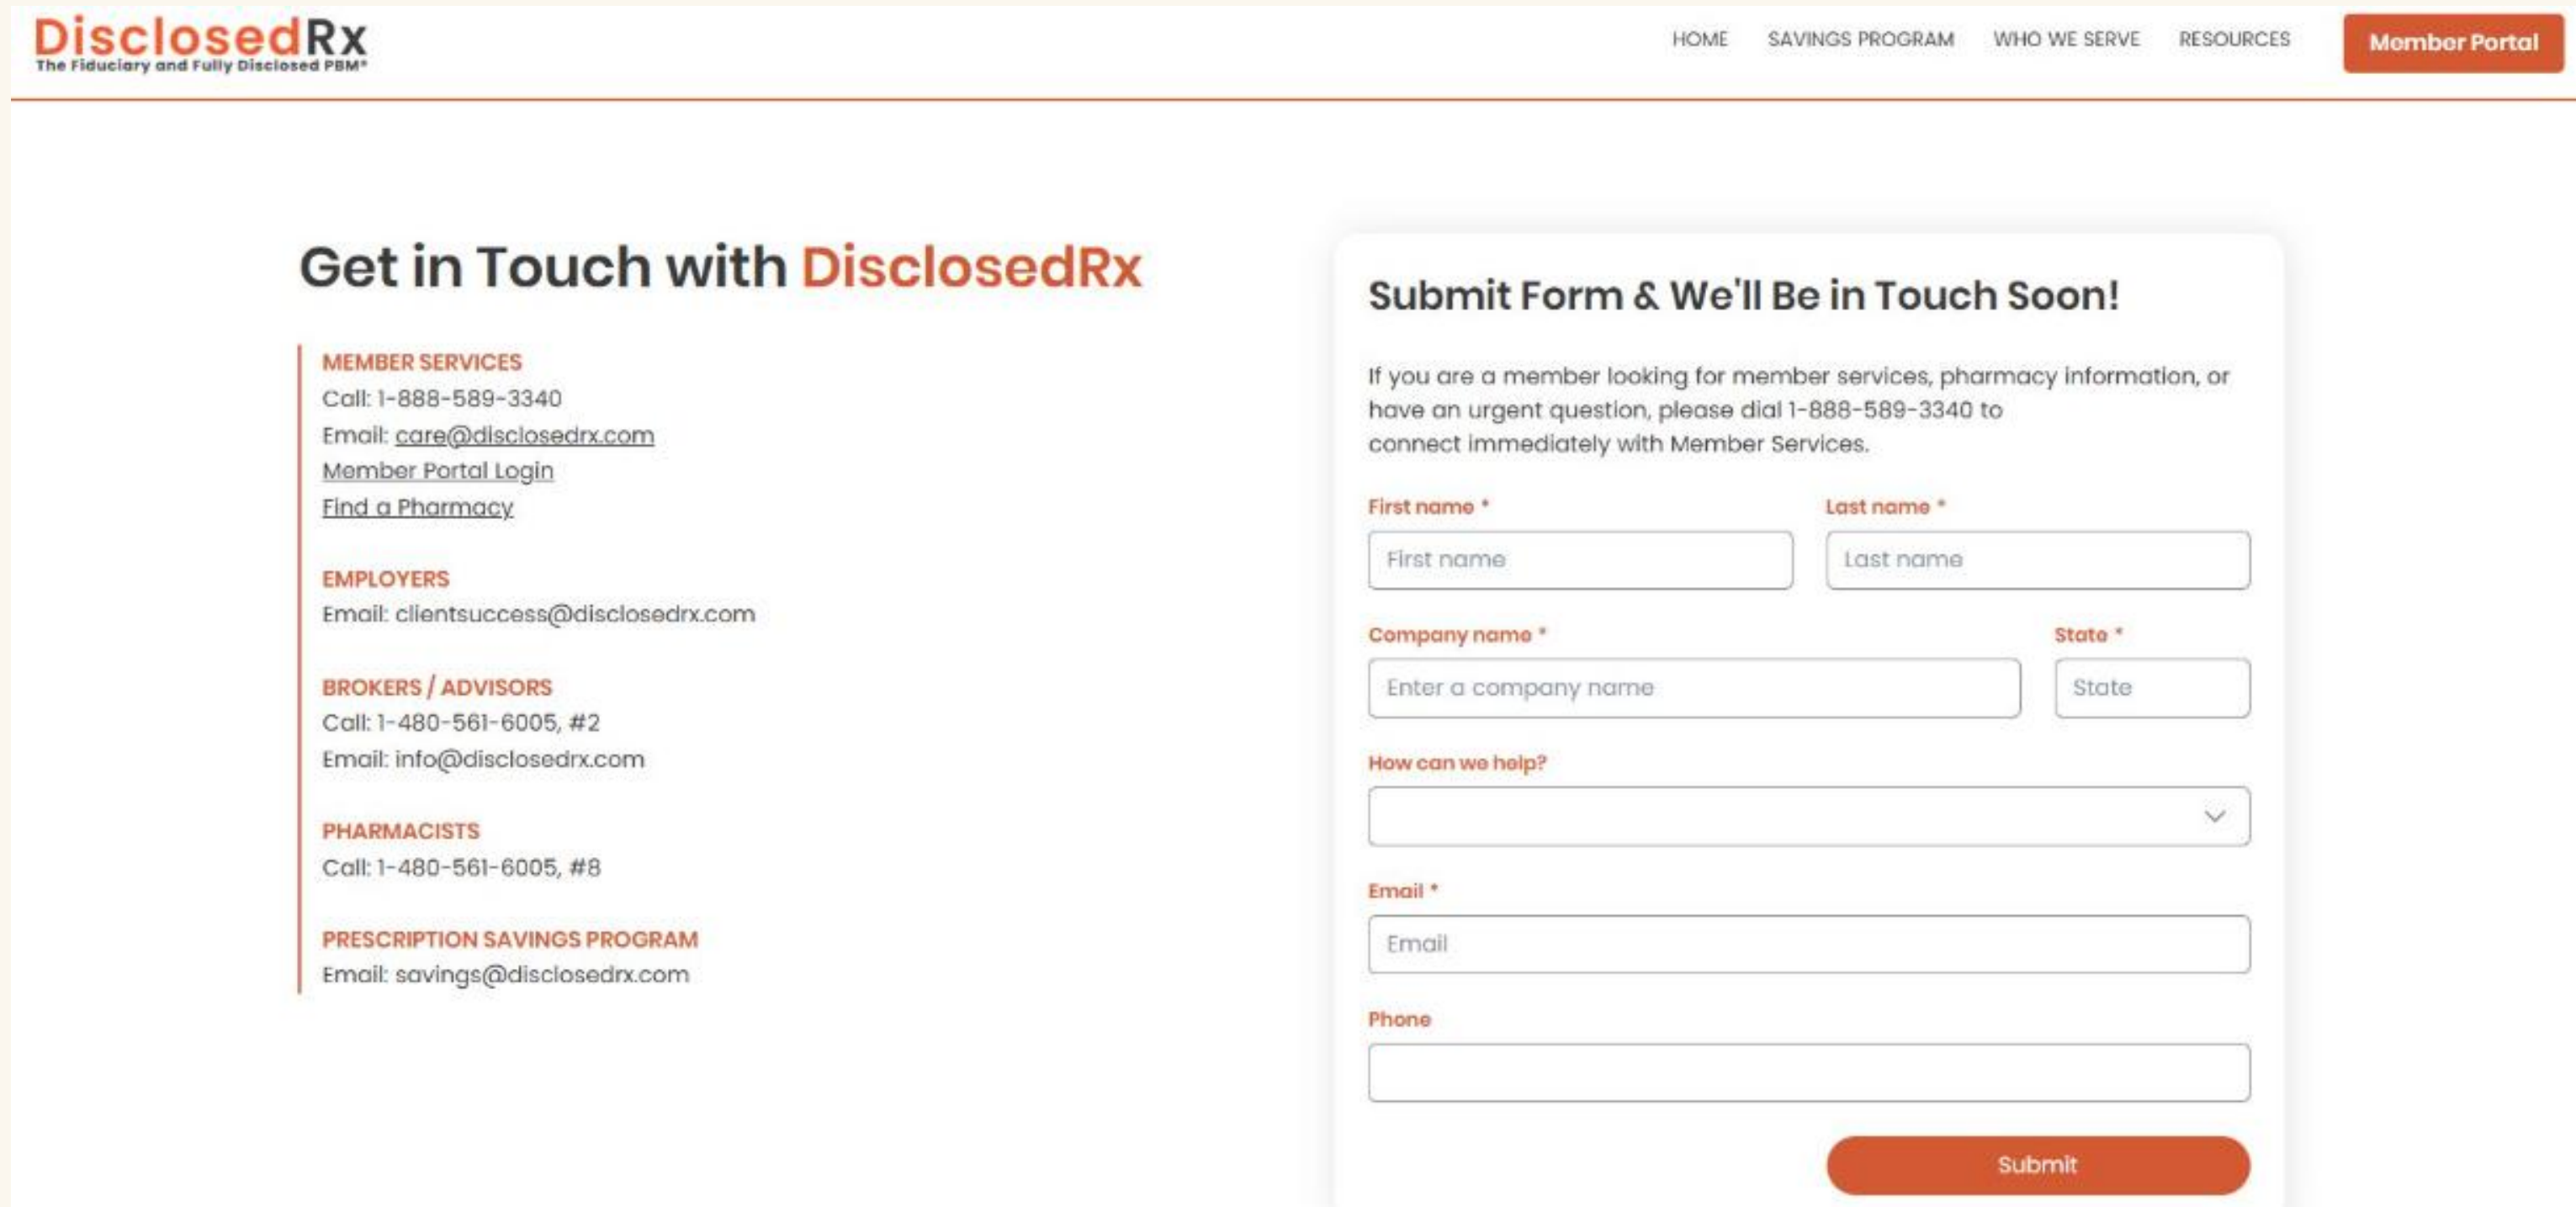 DisclosedRx
The Fiduciary and Fully Disclosed PBM®
HOME SAVINGS PROGRAM WHO WE SERVE RESOURCES Member Portal
Get in Touch with DisclosedRx
MEMBER SERVICES
Call: 1-888-589-3340
Email: care@disclosedrx.com
Member Portal Login
Find a Pharmacy
EMPLOYERS
Email: clientsuccess@disclosedrx.com
BROKERS / ADVISORS
Call: 1-480-561-6005, #2
Email: info@disclosedrx.com
PHARMACISTS
Call: 1-480-561-6005, #8
PRESCRIPTION SAVINGS PROGRAM
Email: savings@disclosedrx.com
Submit Form & We'll Be in Touch Soon!
If you are a member looking for member services, pharmacy information, or
have an urgent question, please dial 1-888-589-3340 to
connect immediately with Member Services.
First name * Last name *
First name Last name
Company name * State *
Enter a company name State
How can we help?
Email *
Email
Phone
Submit